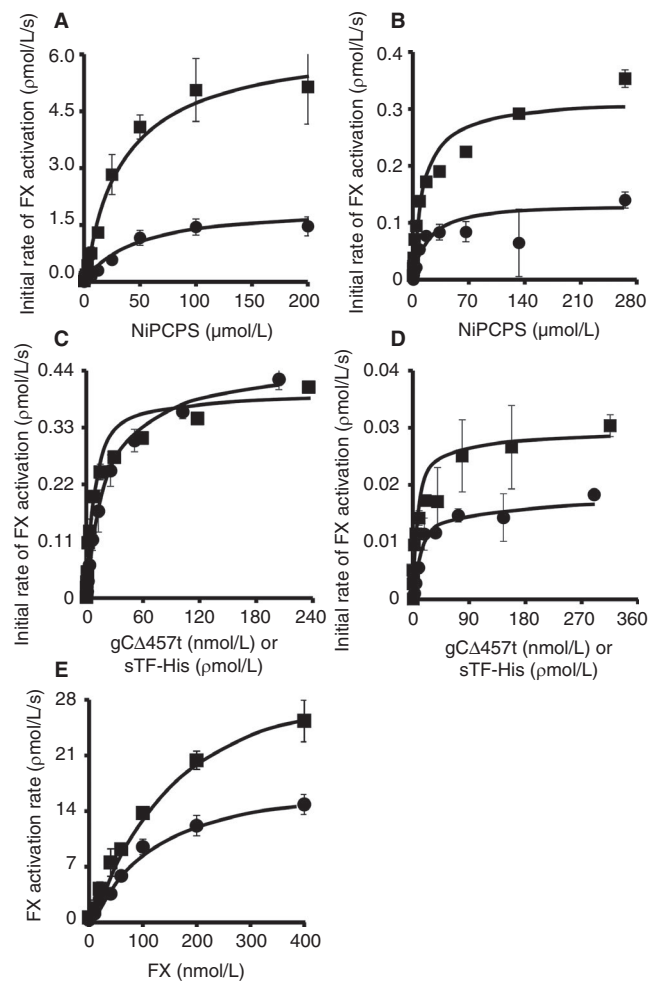 A
Initial rate of FX activation (ρmol/L/s)
6.0
4.5
3.0
1.5
0.0
0
50
100
150
200
NiPCPS (µmol/L)
B
Initial rate of FX activation (ρmol/L/s)
0.4
0.3
0.2
0.1
0
0
70
140
210
280
NiPCPS (µmol/L)
C
Initial rate of FX activation (ρmol/L/s)
0.44
0.33
0.22
0.11
0
0
60
120
180
240
gCΔ457t (nmol/L) or
sTF-His (ρmol/L)
D
Initial rate of FX activation (ρmol/L/s)
0.04
0.03
0.02
0.01
0
0
90
180
270
360
gCΔ457t (nmol/L) or
sTF-His (ρmol/L)
E
FX activation rate (ρmol/L/s)
28
21
14
7
0
0
100
200
300
400
FX (nmol/L)